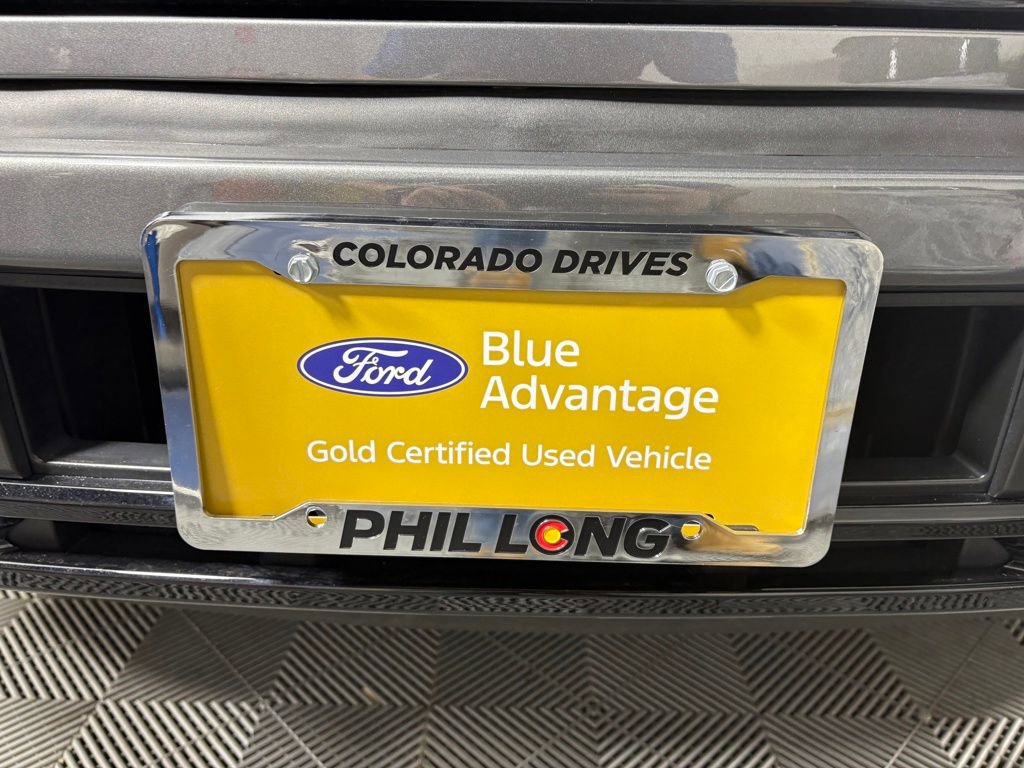 COLORADO DRIVES
Ford
Blue
Advantage
Gold Certified Used Vehicle
PHIL LONG